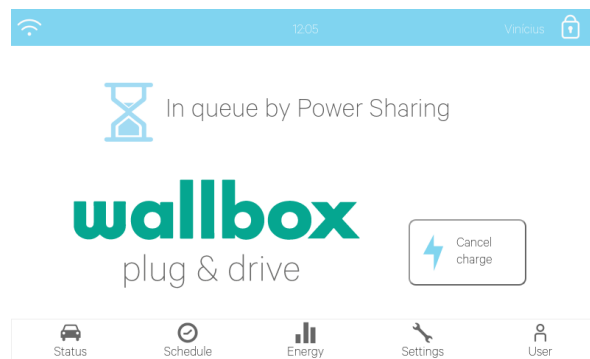 12:05
Vinicius
In queue by Power Sharing
wallbox
plug & drive
Cancel
charge
Status
Schedule
Energy
Settings
User